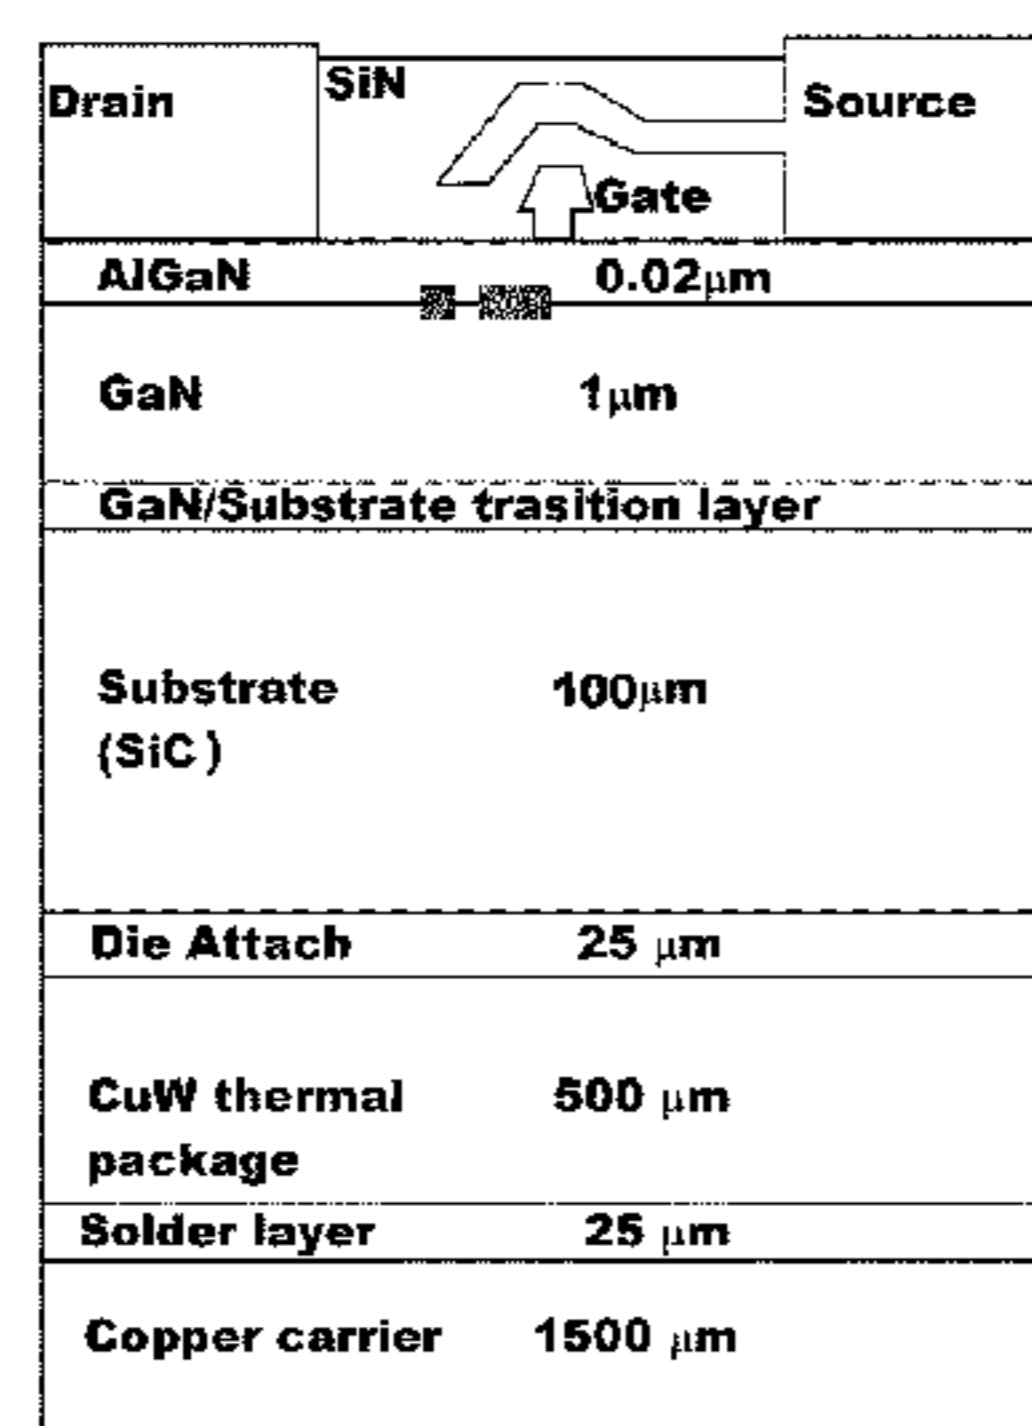 Drain
SiN
Source
Gate
AlGaN 0.02μm
GaN 1μm
GaN/Substrate trasition layer
Substrate 100μm
(SiC)
Die Attach 25 μm
CuW thermal 500 μm
package
Solder layer 25 μm
Copper carrier 1500 μm